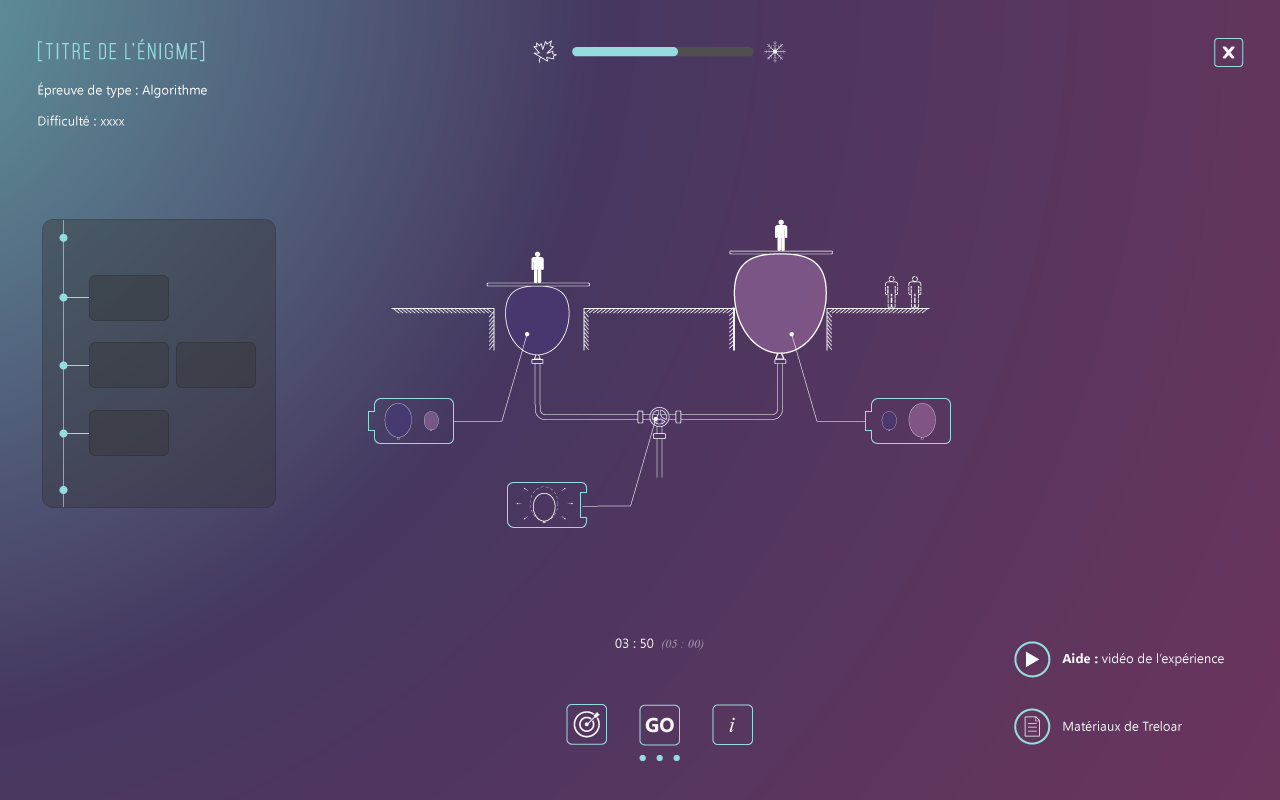 [TITRE DE L'ÉNIGME]
Épreuve de type : Algorithme
Difficulté : xxxx
X
03 : 50 (05 : 00)
Aide : vidéo de l'expérience
GO
i
Matériaux de Treloar